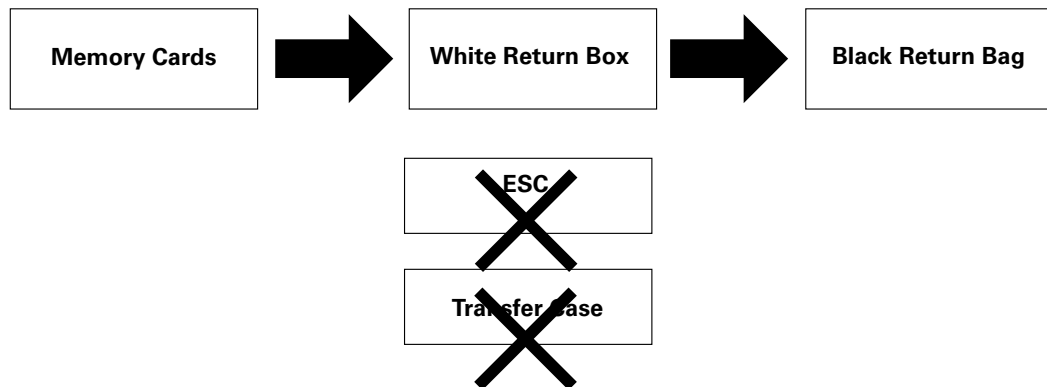 Memory Cards
White Return Box
Black Return Bag
ESC
Transfer Case